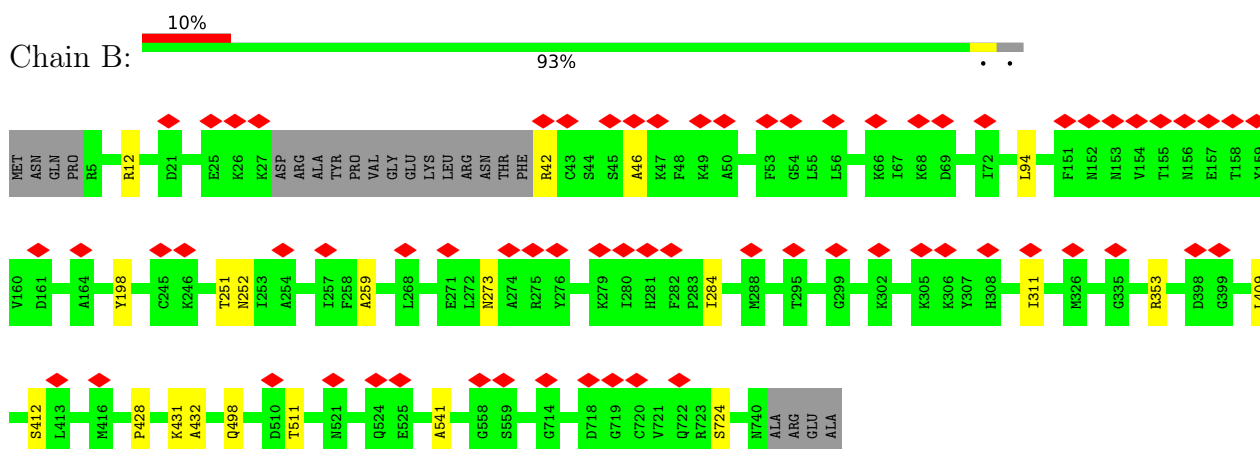 10%
Chain B:
93%
• •
MET ASN GLN PRO R5 R12 D21 E25 K26 K27 ASP ARG ALA TYR PRO VAL GLY GLU LYS LEU ARG ASN THR PHE R42 C43 S44 S45 A46 K47 F48 K49 A50 F53 G54 L55 L56 K66 I67 K68 D69 I72 L94 F151 N152 N153 V154 T155 N156 E157 T158 Y159
V160 D161 A164 Y198 C245 K246 T251 N252 I253 A254 I257 F258 A259 L268 E271 L272 N273 A274 R275 Y276 K279 I280 H281 F282 P283 I284 M288 T295 G299 K302 K305 K306 Y307 H308 I311 M326 G335 R353 D398 G399
S412 L413 M416 P428 K431 A432 Q498 D510 T511 N521 Q524 E525 A541 G558 S559 G714 D718 G719 C720 V721 Q722 R723 S724 N740 ALA ARG GLU ALA